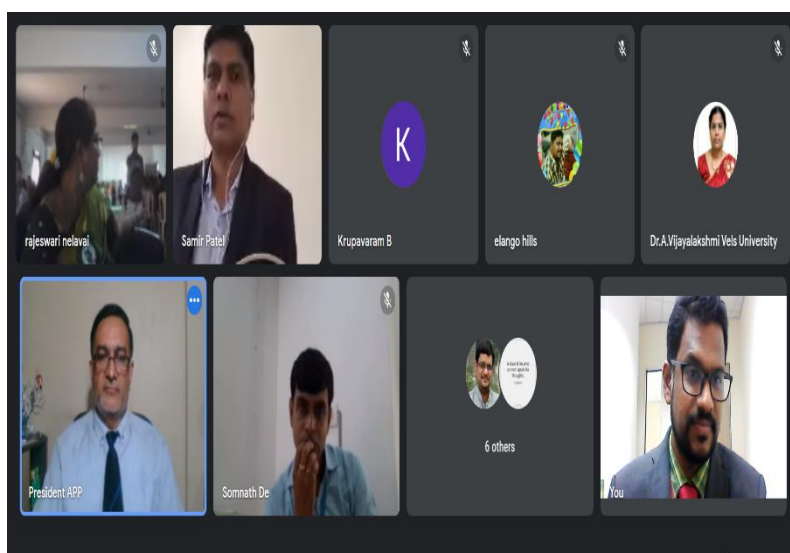 rajeswari nelavai
Samir Patel
K
Krupavaram B
elango hills
Dr.A.Vijayalakshmi Vels University
President APP
Somnath De
6 others
You